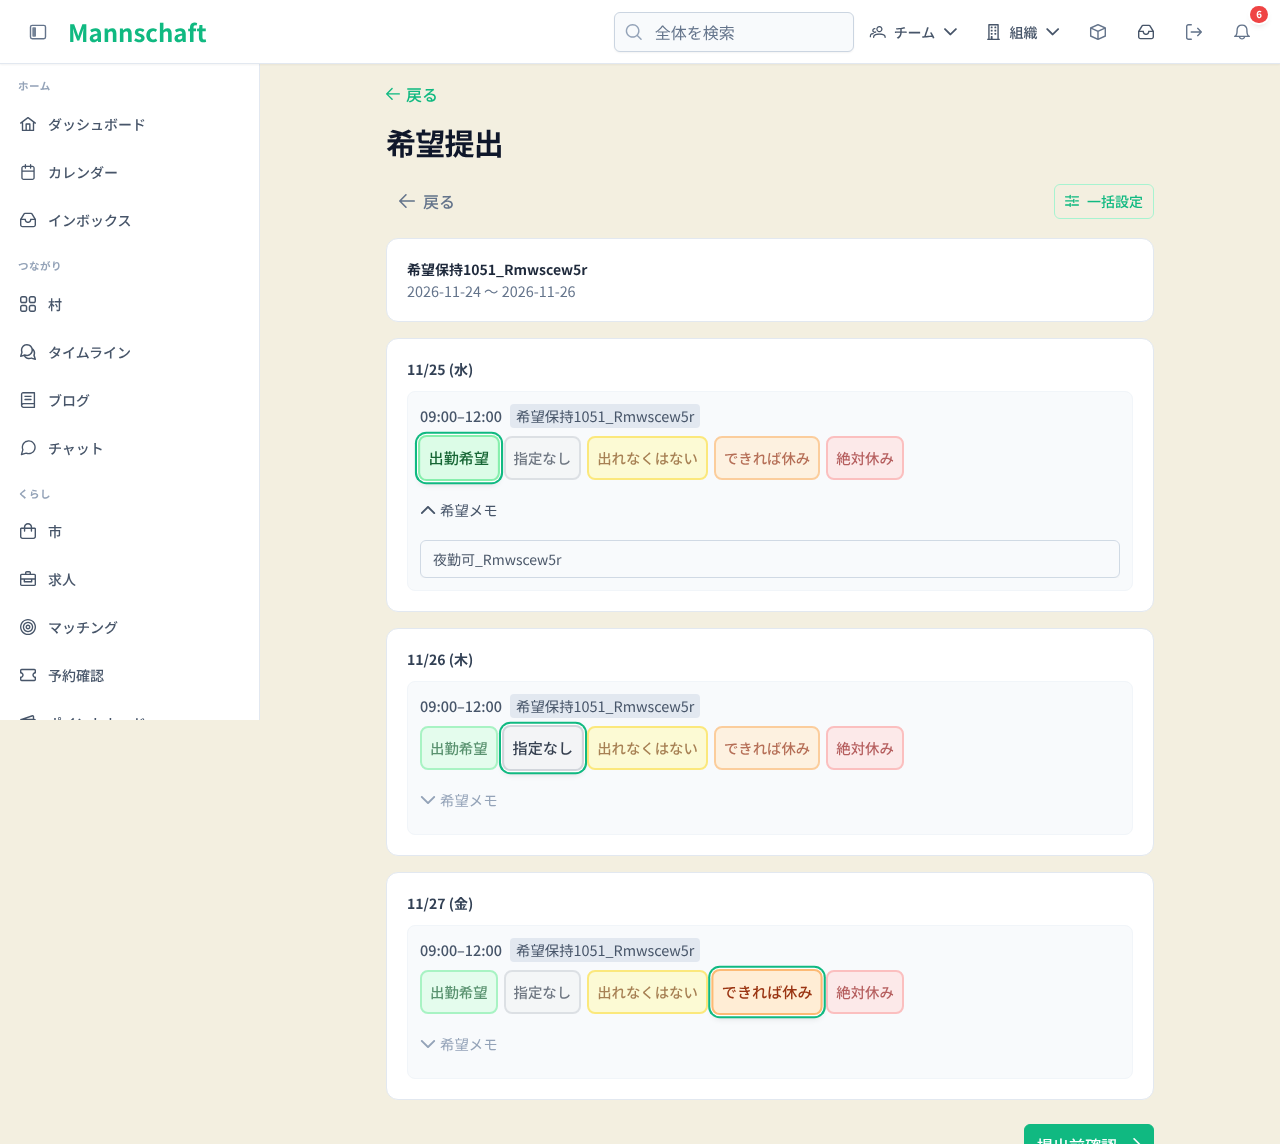 Mannschaft
全体を検索
チーム
組織
6
ホーム
ダッシュボード
カレンダー
インボックス
つながり
村
タイムライン
ブログ
チャット
くらし
市
求人
マッチング
予約確認
戻る
希望提出
戻る
一括設定
希望保持1051_Rmwscew5r
2026-11-24 〜 2026-11-26
11/25 (水)
09:00–12:00 希望保持1051_Rmwscew5r
出勤希望 指定なし 出れなくはない できれば休み 絶対休み
希望メモ
夜勤可_Rmwscew5r
11/26 (木)
09:00–12:00 希望保持1051_Rmwscew5r
出勤希望 指定なし 出れなくはない できれば休み 絶対休み
希望メモ
11/27 (金)
09:00–12:00 希望保持1051_Rmwscew5r
出勤希望 指定なし 出れなくはない できれば休み 絶対休み
希望メモ
提出前確認